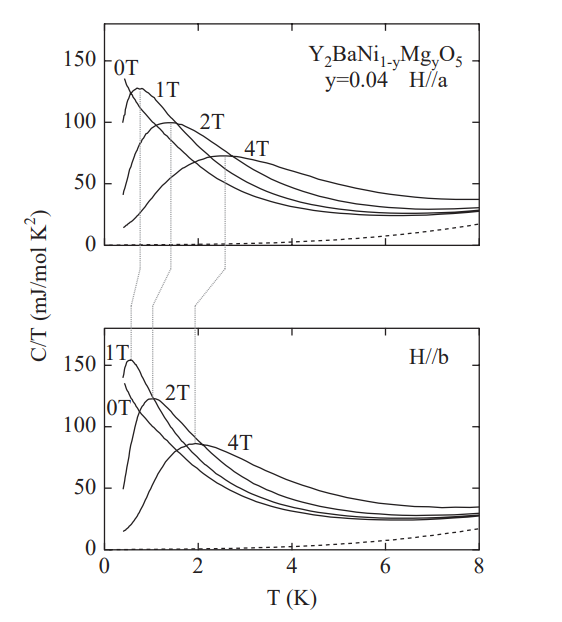 Y₂BaNi₁₋yMgyO₅
y=0.04 H//a
150
100
50
0
0T
1T
2T
4T
C/T (mJ/mol K²)
H//b
150
100
50
0
1T
2T
0T
4T
0 2 4 6 8
T (K)